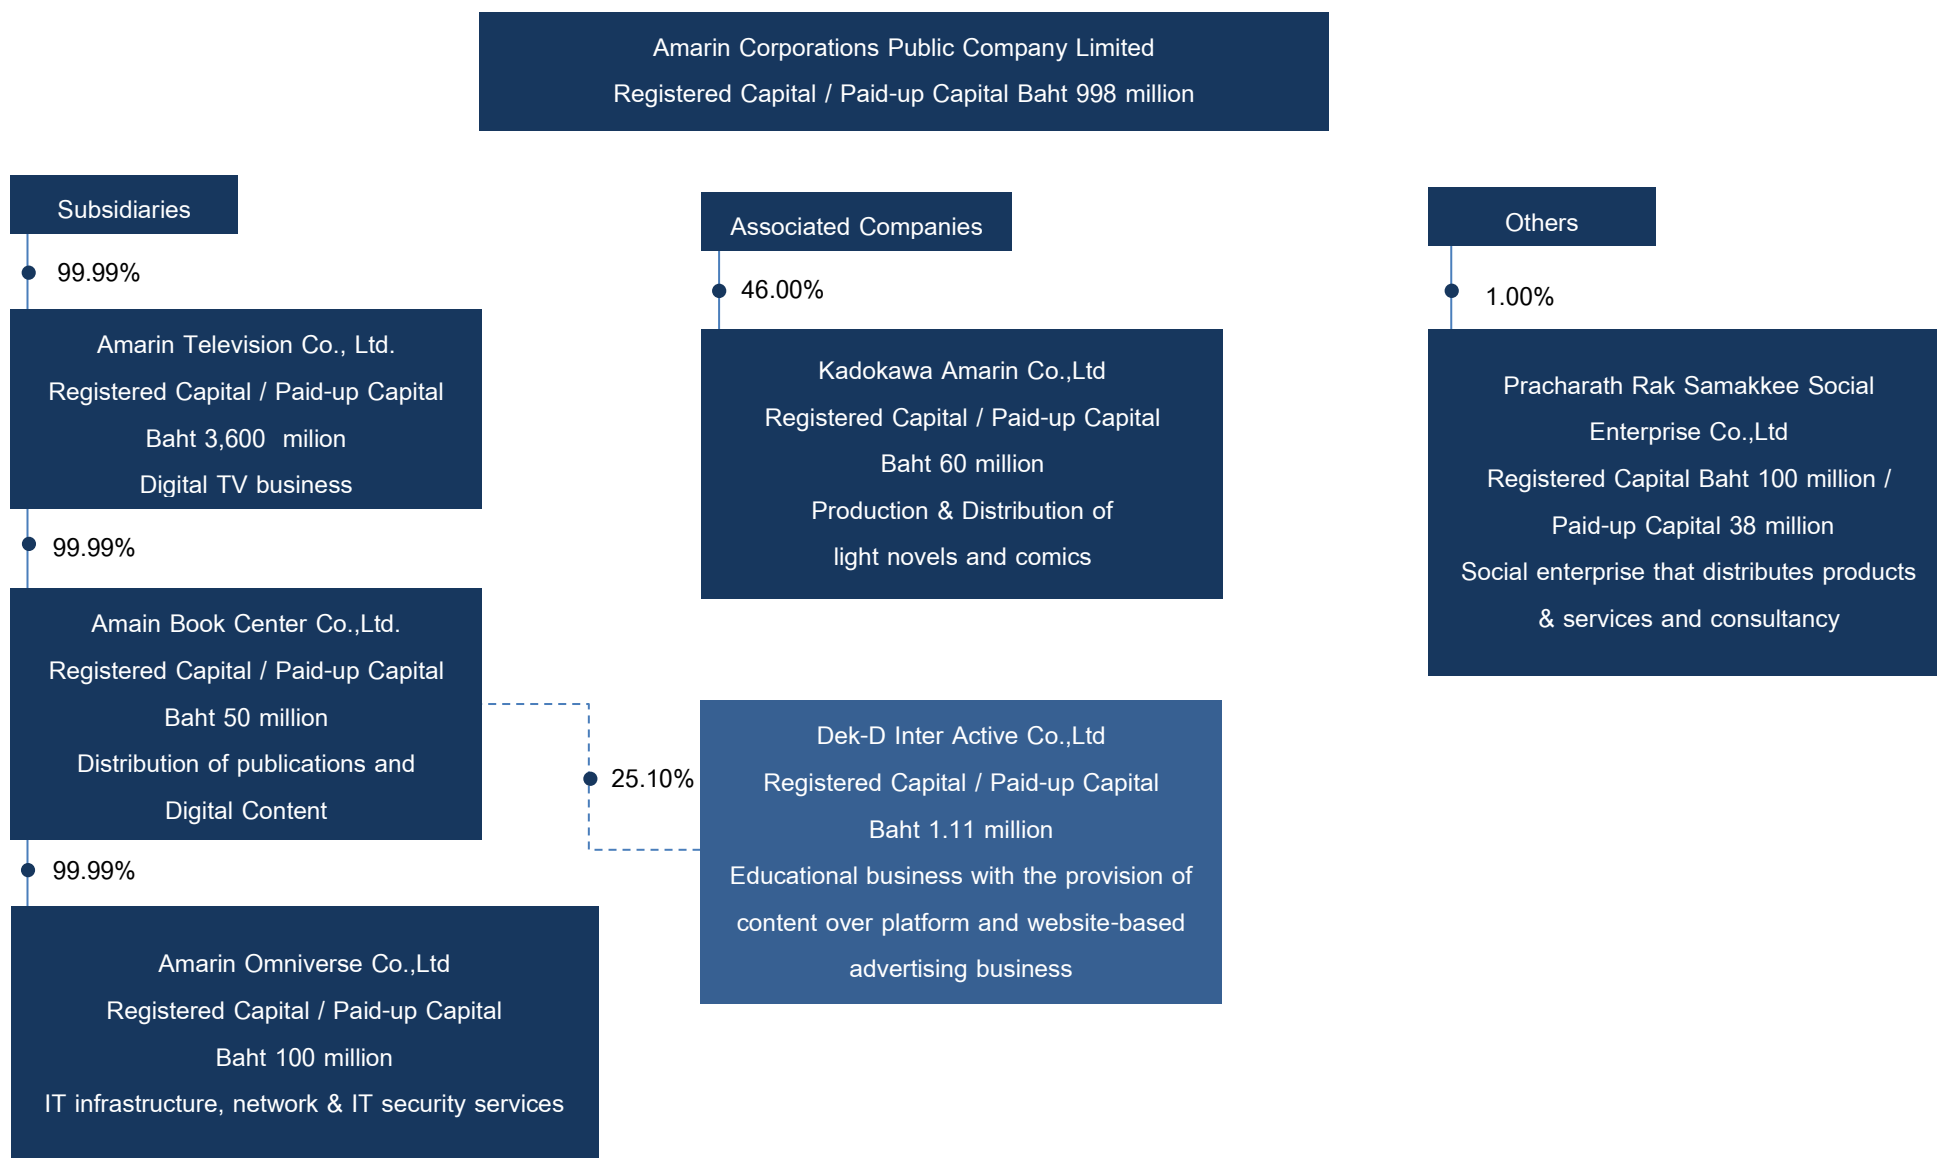 Amarin Corporations Public Company Limited
Registered Capital / Paid-up Capital Baht 998 million
Subsidiaries
99.99%
Amarin Television Co., Ltd.
Registered Capital / Paid-up Capital
Baht 3,600 milion
Digital TV business
99.99%
Amain Book Center Co.,Ltd.
Registered Capital / Paid-up Capital
Baht 50 million
Distribution of publications and
Digital Content
99.99%
Amarin Omniverse Co.,Ltd
Registered Capital / Paid-up Capital
Baht 100 million
IT infrastructure, network & IT security services
Associated Companies
46.00%
Kadokawa Amarin Co.,Ltd
Registered Capital / Paid-up Capital
Baht 60 million
Production & Distribution of
light novels and comics
25.10%
Dek-D Inter Active Co.,Ltd
Registered Capital / Paid-up Capital
Baht 1.11 million
Educational business with the provision of
content over platform and website-based
advertising business
Others
1.00%
Pracharath Rak Samakkee Social
Enterprise Co.,Ltd
Registered Capital Baht 100 million /
Paid-up Capital 38 million
Social enterprise that distributes products
& services and consultancy